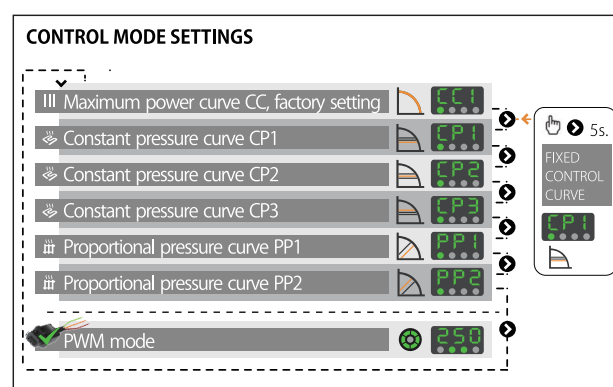 CONTROL MODE SETTINGS
Maximum power curve CC, factory setting CC1
Constant pressure curve CP1 CP1
Constant pressure curve CP2 CP2
Constant pressure curve CP3 CP3
Proportional pressure curve PP1 PP1
Proportional pressure curve PP2 PP2
PWM mode 250
5s.
FIXED
CONTROL
CURVE
CP1